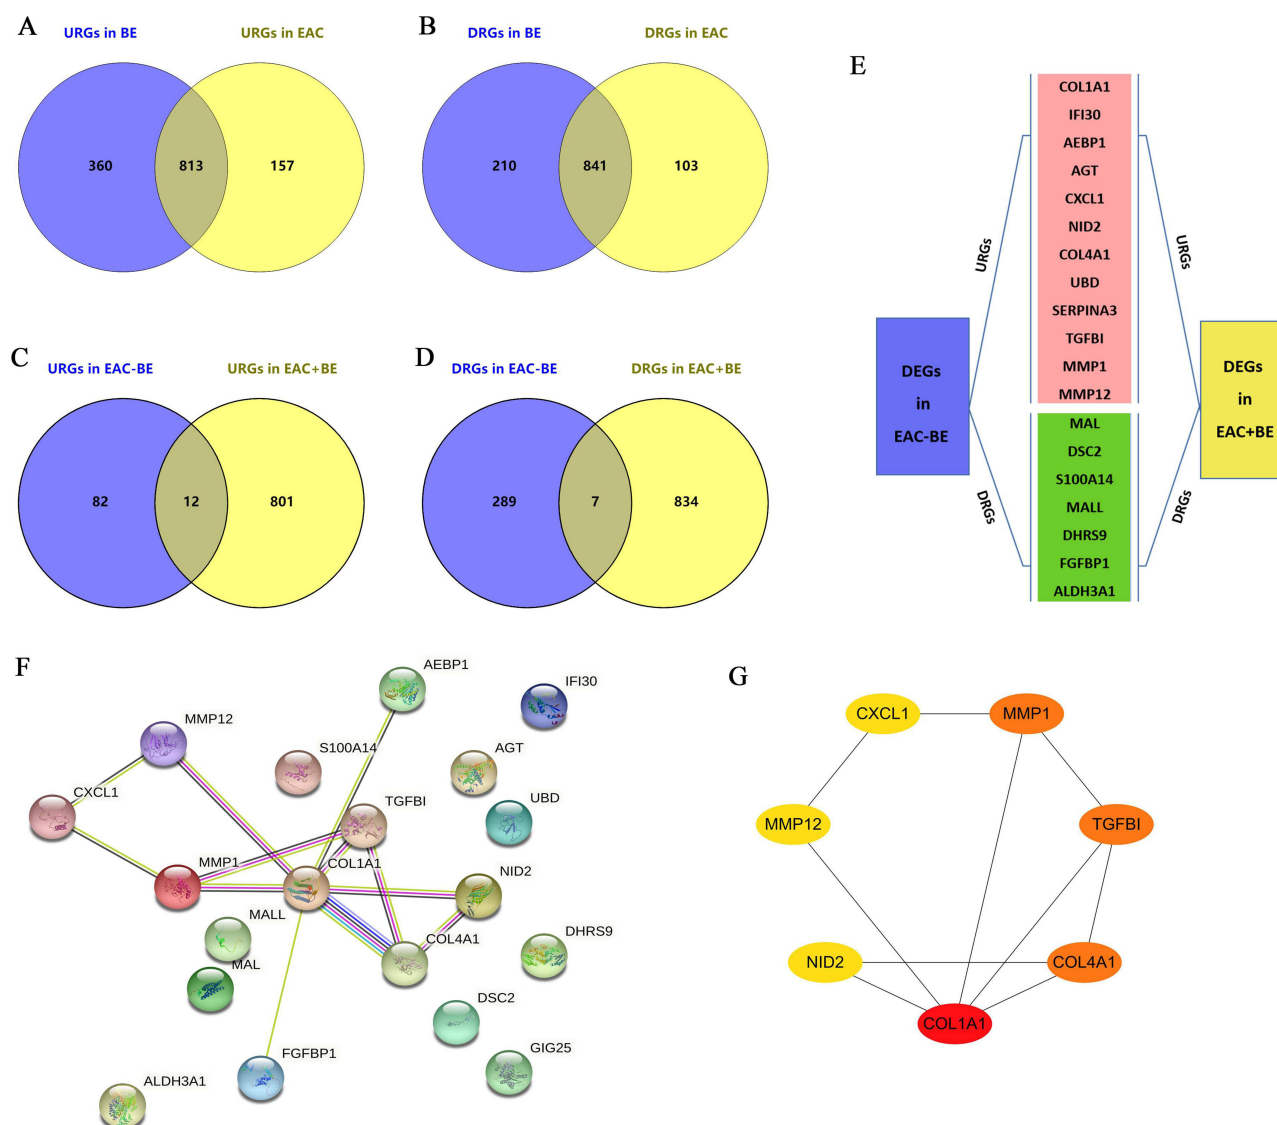 A
URGs in BE
URGs in EAC
360
813
157
B
DRGs in BE
DRGs in EAC
210
841
103
C
URGs in EAC-BE
URGs in EAC+BE
82
12
801
D
DRGs in EAC-BE
DRGs in EAC+BE
289
7
834
E
COL1A1
IFI30
AEBP1
AGT
CXCL1
NID2
COL4A1
UBD
SERPINA3
TGFBI
MMP1
MMP12
MAL
DSC2
S100A14
MALL
DHRS9
FGFBP1
ALDH3A1
URGs
URGs
DRGs
DRGs
DEGs
in
EAC-BE
DEGs
in
EAC+BE
F
AEBP1
IFI30
MMP12
S100A14
AGT
CXCL1
TGFBI
UBD
MMP1
COL1A1
NID2
MALL
COL4A1
DHRS9
MAL
DSC2
GIG25
FGFBP1
ALDH3A1
G
CXCL1
MMP1
MMP12
TGFBI
NID2
COL4A1
COL1A1